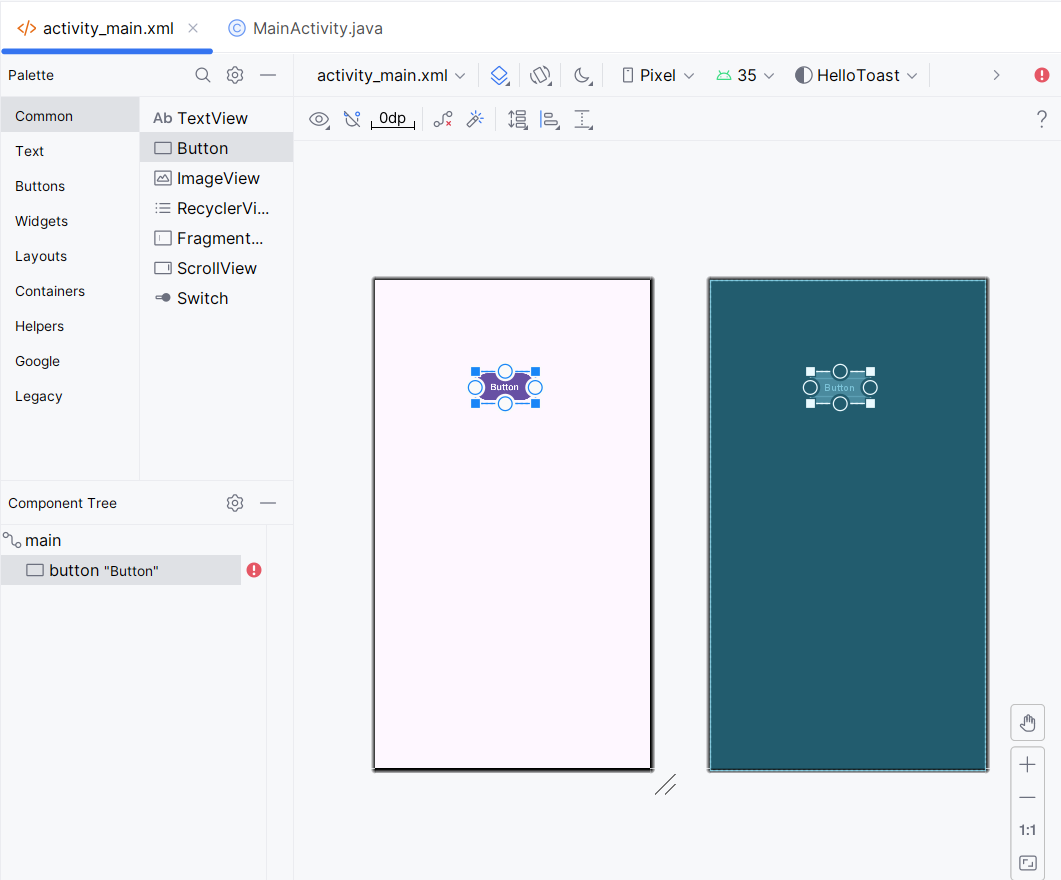 activity_main.xml
MainActivity.java
Palette
activity_main.xml
Pixel
35
HelloToast
Common
Text
Buttons
Widgets
Layouts
Containers
Helpers
Google
Legacy
Ab TextView
Button
ImageView
RecyclerVi...
Fragment...
ScrollView
Switch
0dp
?
Button
Button
Component Tree
main
button "Button"
1:1